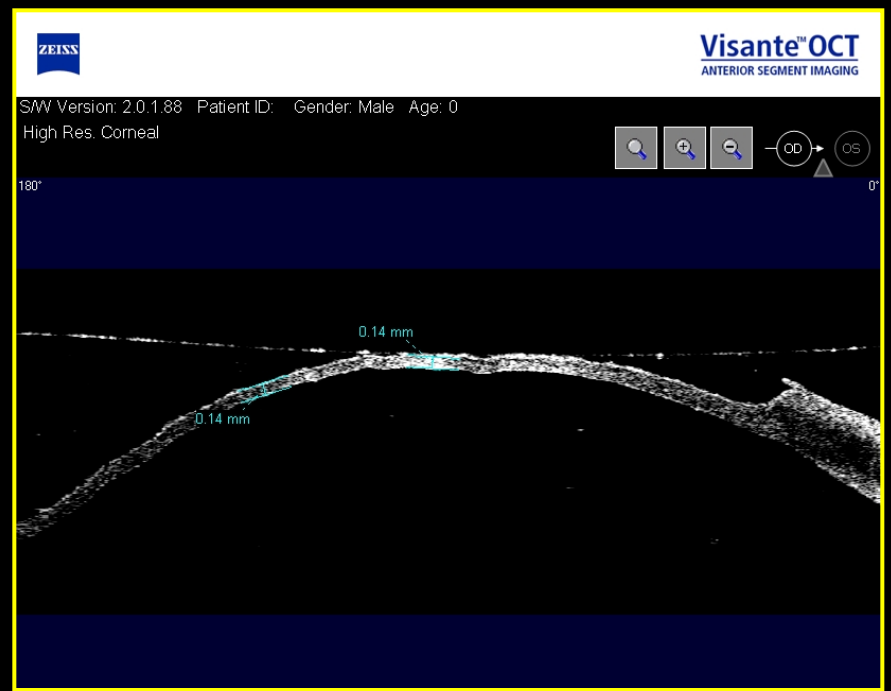 ZEISS
Visante™ OCT
ANTERIOR SEGMENT IMAGING
S/W Version: 2.0.1.88 Patient ID: Gender: Male Age: 0
High Res. Corneal
OD OS
180° 0°
0.14 mm
0.14 mm